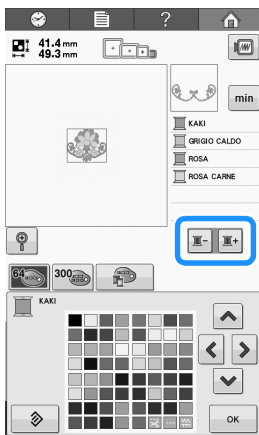 ?
41.4 mm
49.3 mm
min
KAKI
GRIGIO CALDO
ROSA
ROSA CARNE
- +
64 300
KAKI
OK